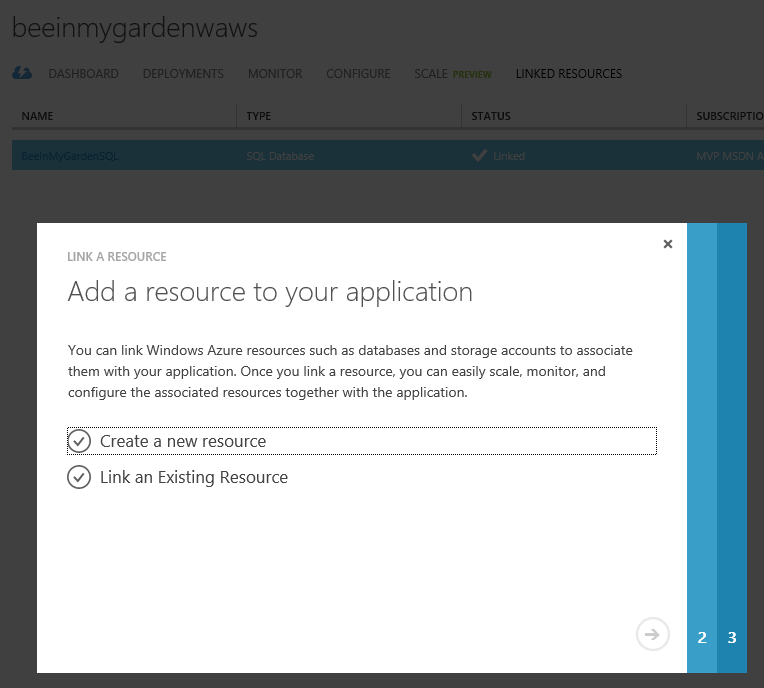 beeinmygardenwaws
DASHBOARD DEPLOYMENTS MONITOR CONFIGURE SCALE PREVIEW LINKED RESOURCES
NAME TYPE STATUS SUBSCRIPTIO
BeeInMyGardenSQL SQL Database Linked MVP MSDN A
LINK A RESOURCE
Add a resource to your application
You can link Windows Azure resources such as databases and storage accounts to associate
them with your application. Once you link a resource, you can easily scale, monitor, and
configure the associated resources together with the application.
Create a new resource
Link an Existing Resource
2 3